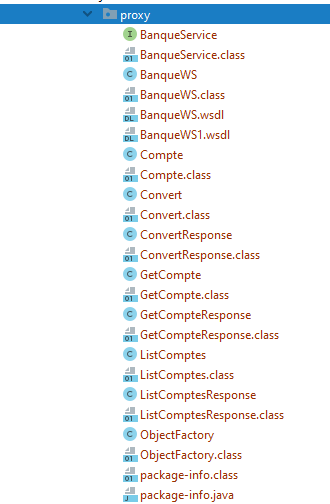 proxy
BanqueService
BanqueService.class
BanqueWS
BanqueWS.class
BanqueWS.wsdl
BanqueWS1.wsdl
Compte
Compte.class
Convert
Convert.class
ConvertResponse
ConvertResponse.class
GetCompte
GetCompte.class
GetCompteResponse
GetCompteResponse.class
ListComptes
ListComptes.class
ListComptesResponse
ListComptesResponse.class
ObjectFactory
ObjectFactory.class
package-info.class
package-info.java